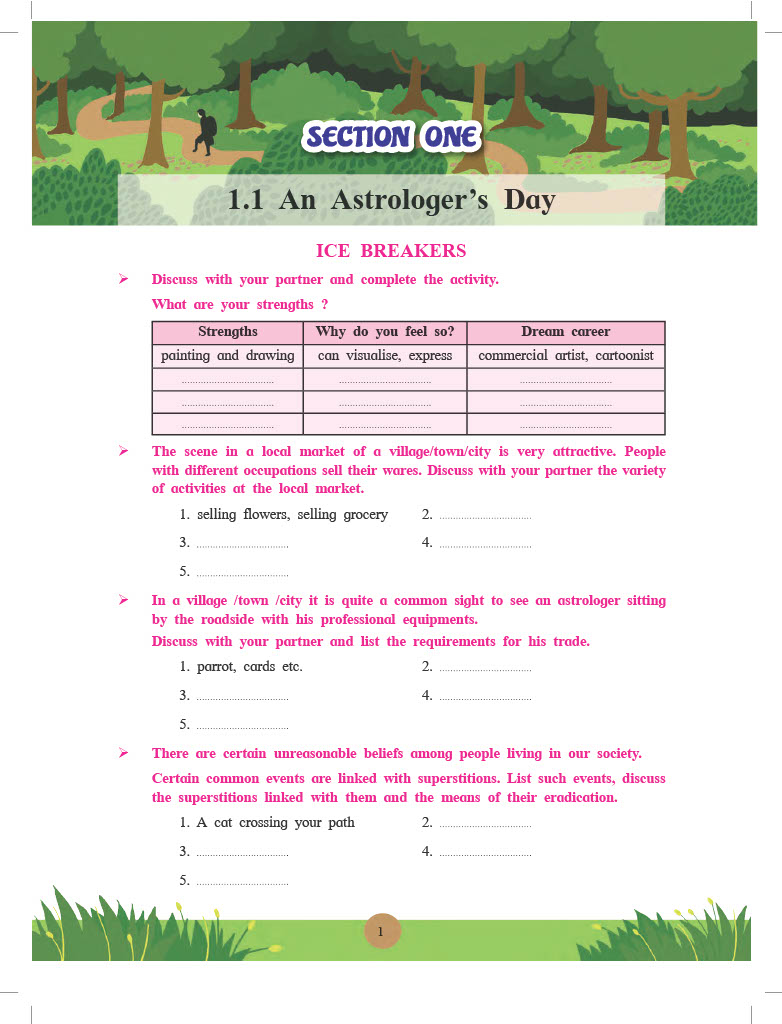 SECTION ONE
1.1 An Astrologer's Day
ICE BREAKERS
➢ Discuss with your partner and complete the activity.
What are your strengths ?
Strengths Why do you feel so? Dream career
painting and drawing can visualise, express commercial artist, cartoonist
.................................. .................................. ..................................
.................................. .................................. ..................................
.................................. .................................. ..................................
➢ The scene in a local market of a village/town/city is very attractive. People
with different occupations sell their wares. Discuss with your partner the variety
of activities at the local market.
1. selling flowers, selling grocery 2. ..................................
3. .................................. 4. ..................................
5. ..................................
➢ In a village /town /city it is quite a common sight to see an astrologer sitting
by the roadside with his professional equipments.
Discuss with your partner and list the requirements for his trade.
1. parrot, cards etc. 2. ..................................
3. .................................. 4. ..................................
5. ..................................
➢ There are certain unreasonable beliefs among people living in our society.
Certain common events are linked with superstitions. List such events, discuss
the superstitions linked with them and the means of their eradication.
1. A cat crossing your path 2. ..................................
3. .................................. 4. ..................................
5. ..................................
1